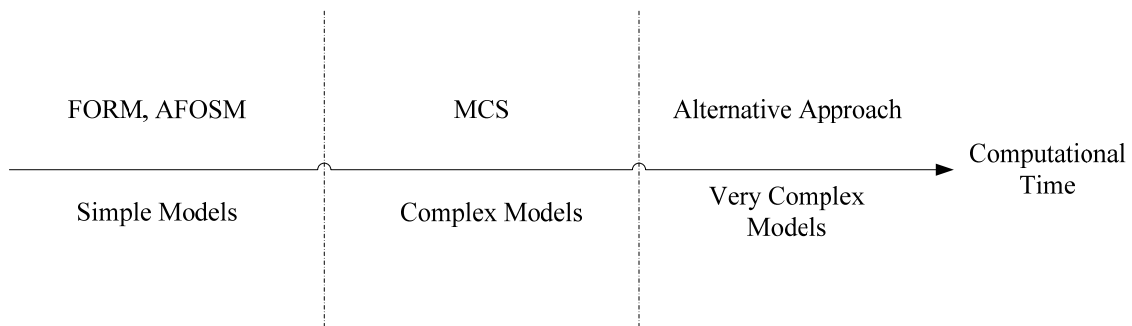 FORM, AFOSM
MCS
Alternative Approach
Computational
Time
Simple Models
Complex Models
Very Complex
Models